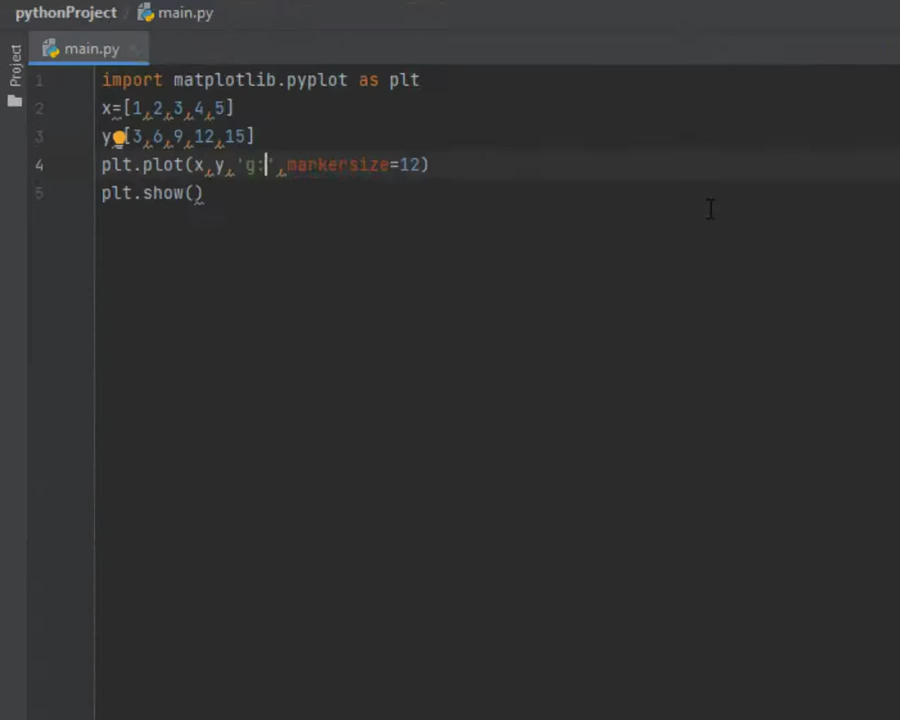 pythonProject / main.py
Project
main.py
1 import matplotlib.pyplot as plt
2 x=[1,2,3,4,5]
3 y [3,6,9,12,15]
4 plt.plot(x,y,'g:',markersize=12)
5 plt.show()